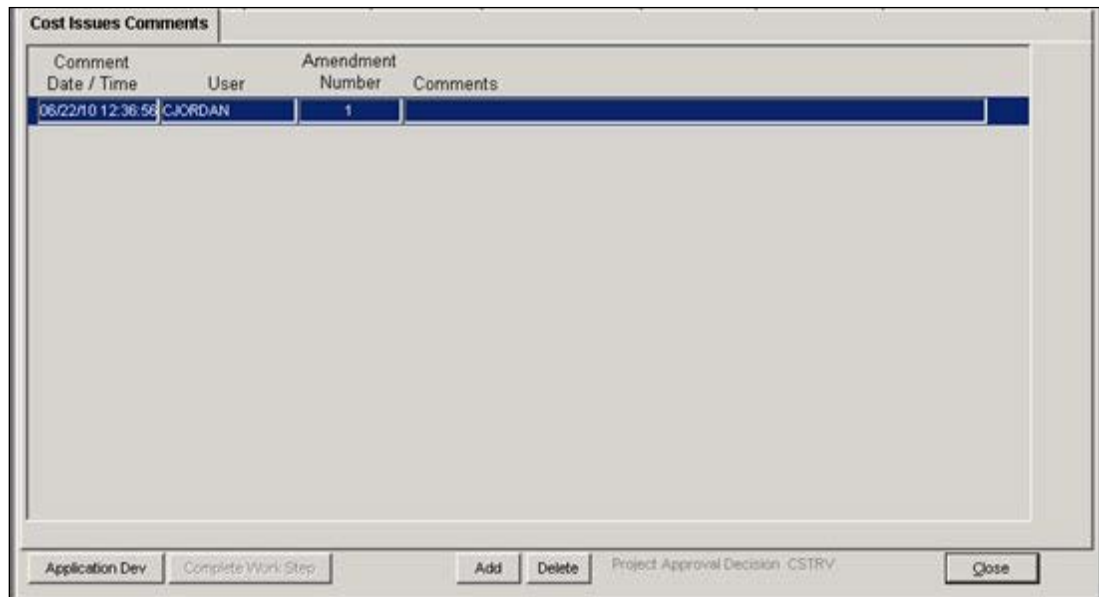 Cost Issues Comments
Comment Amendment
Date / Time User Number Comments
06/22/10 12:36:56 CJORDAN 1
Application Dev Complete Work Step Add Delete Project Approval Decision CSTRV Close